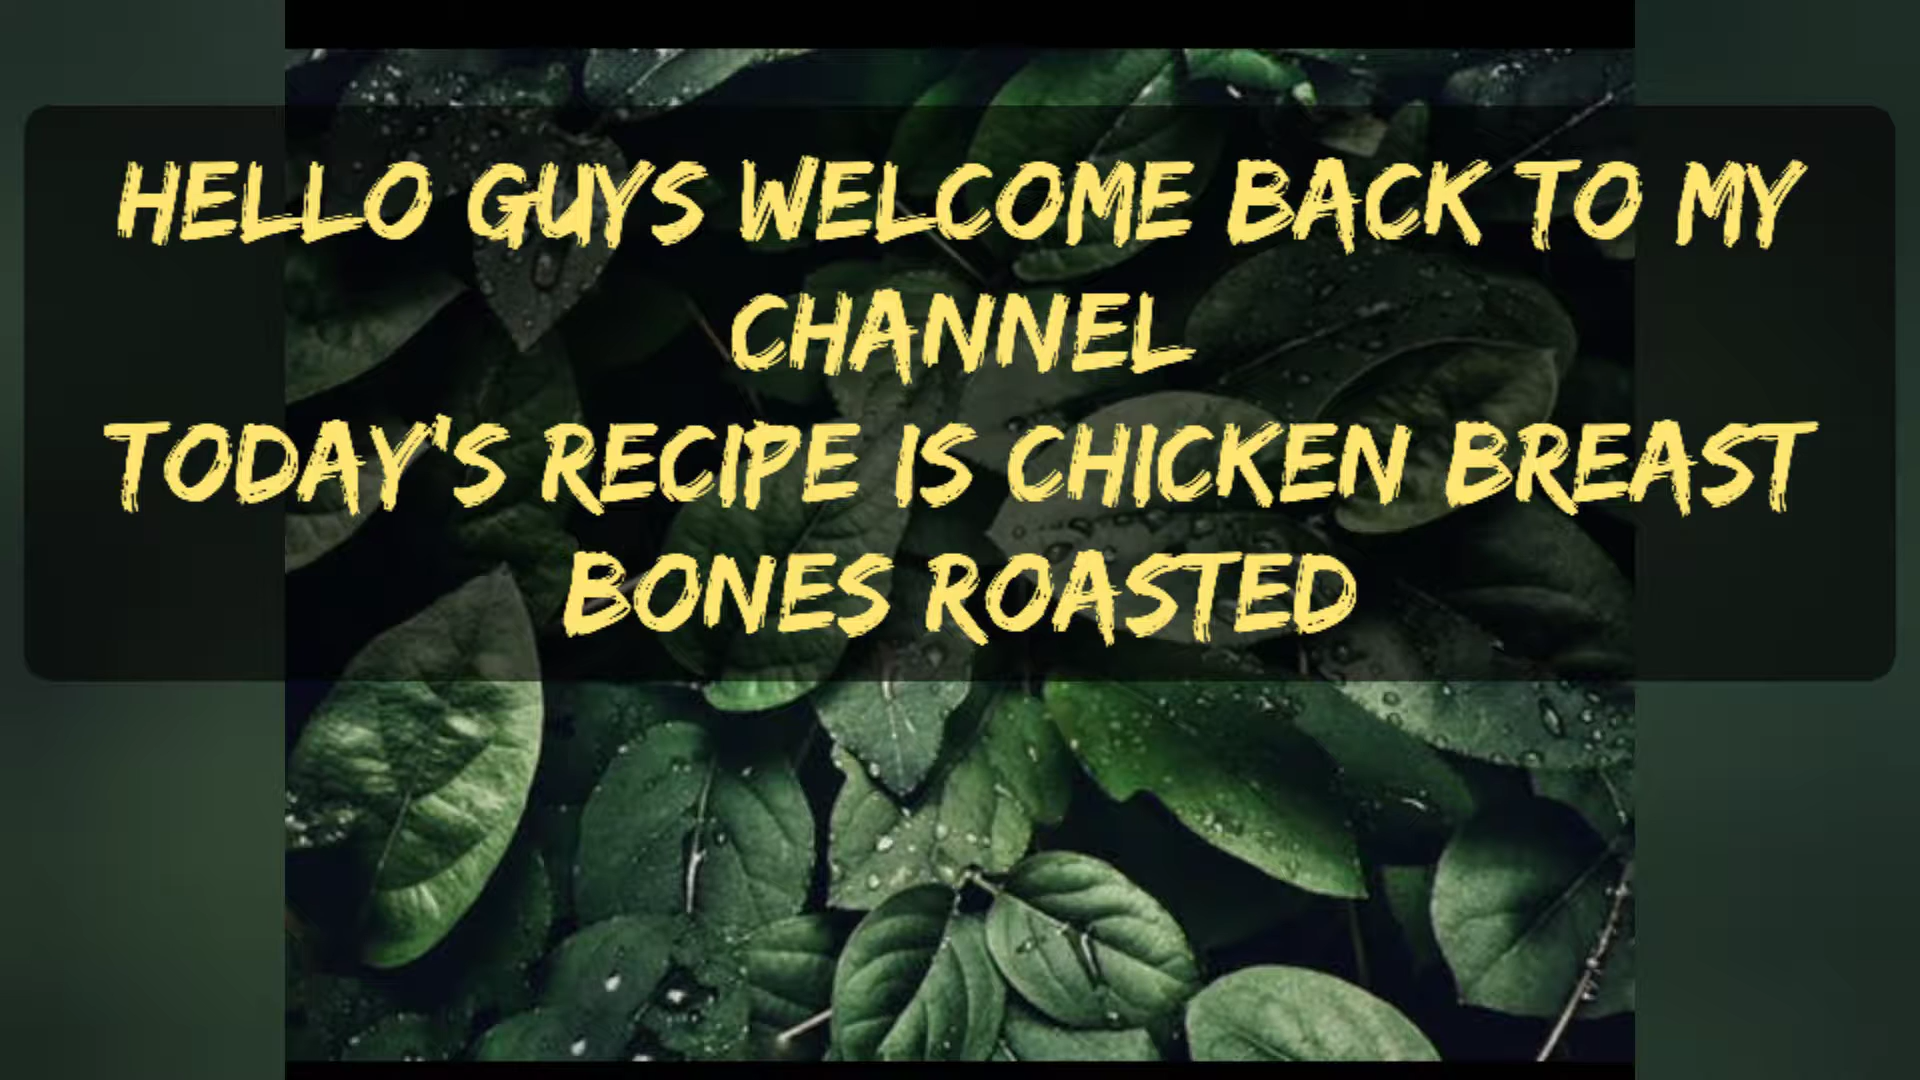 HELLO GUYS WELCOME BACK TO MY
CHANNEL
TODAY'S RECIPE IS CHICKEN BREAST
BONES ROASTED